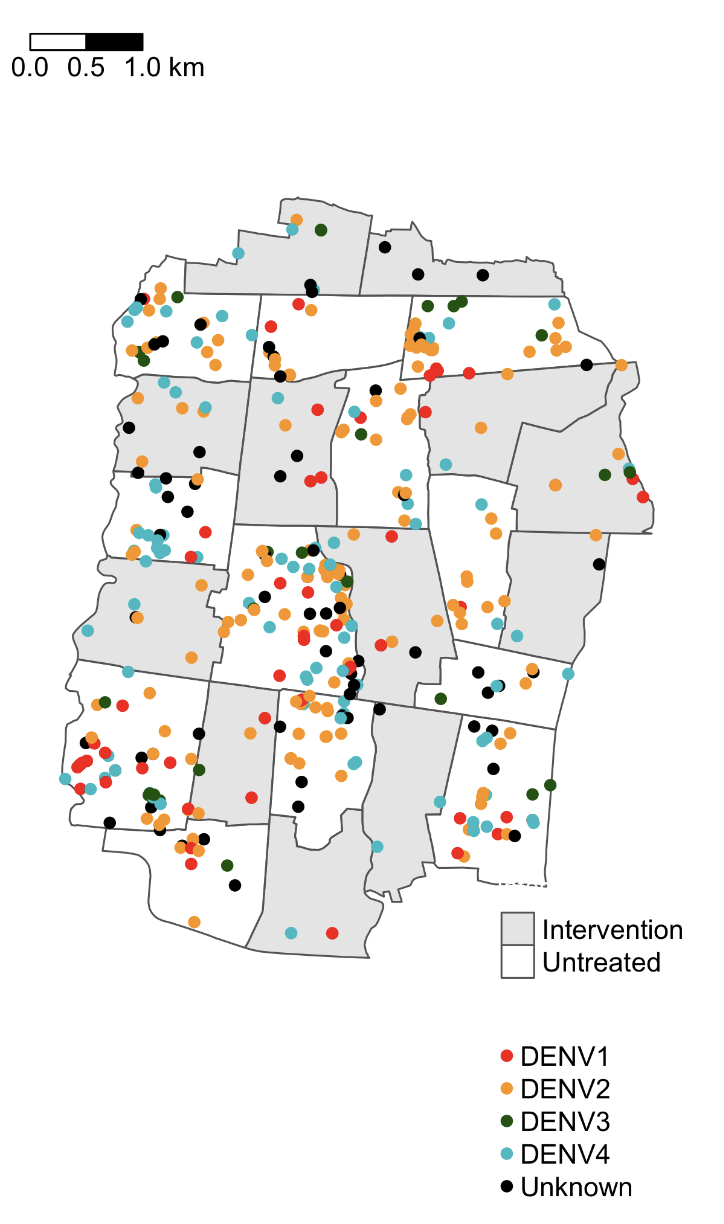 0.0 0.5 1.0 km
Intervention
Untreated
DENV1
DENV2
DENV3
DENV4
Unknown